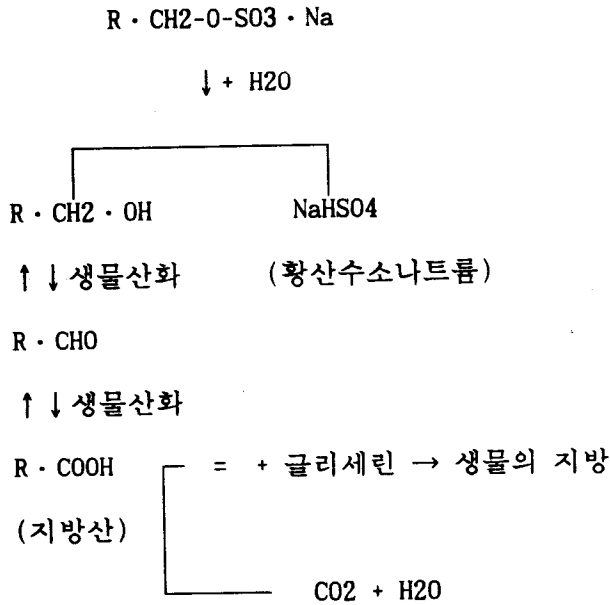 R · CH2-O-SO3 · Na
↓ + H2O
R · CH2 · OH NaHSO4
↑ ↓ 생물산화 (황산수소나트륨)
R · CHO
↑ ↓ 생물산화
R · COOH = + 글리세린 → 생물의 지방
(지방산)
CO2 + H2O